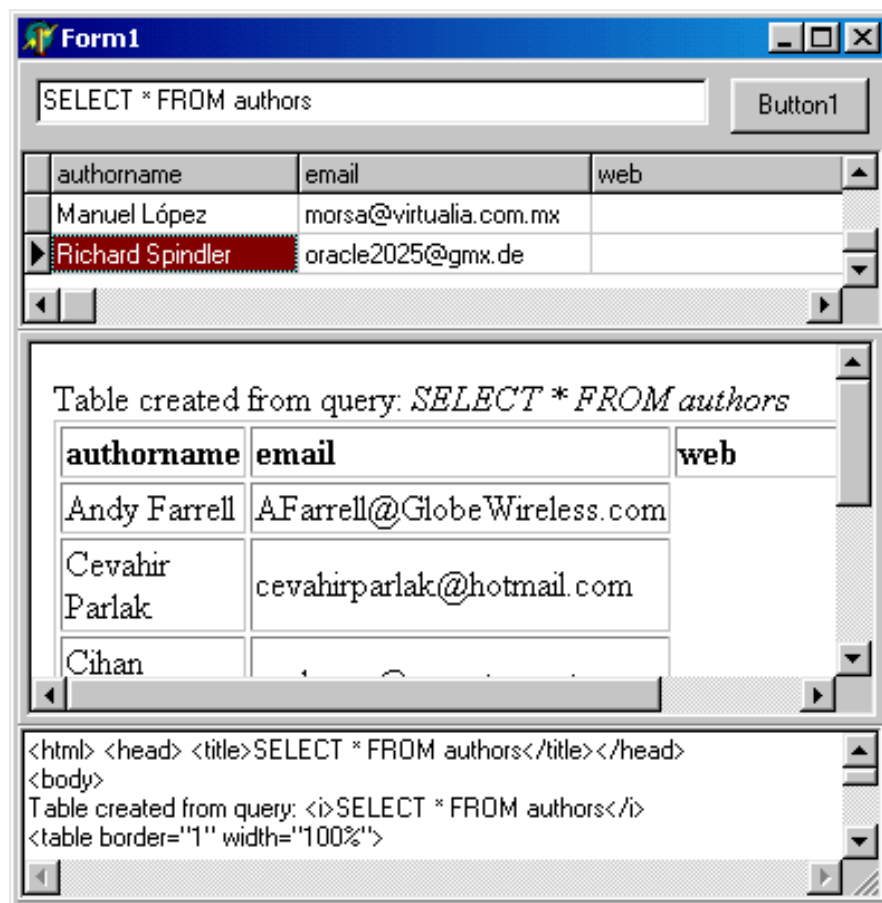 Form1
SELECT * FROM authors
Button1
authorname email web
Manuel López morsa@virtualia.com.mx
Richard Spindler oracle2025@gmx.de
Table created from query: SELECT * FROM authors
authorname email web
Andy Farrell AFarrell@GlobeWireless.com
Cevahir
Parlak cevahirparlak@hotmail.com
Cihan
<html> <head> <title>SELECT * FROM authors</title></head>
<body>
Table created from query: <i>SELECT * FROM authors</i>
<table border="1" width="100%">